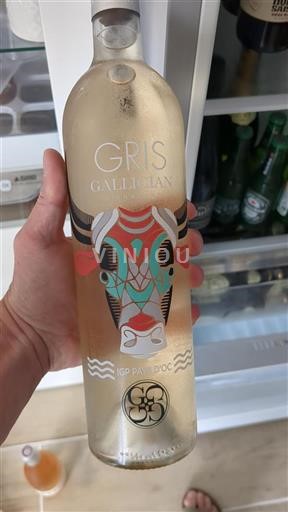 GRIS
GALLICIAN
VINIOU
IGP PAYS D'OC